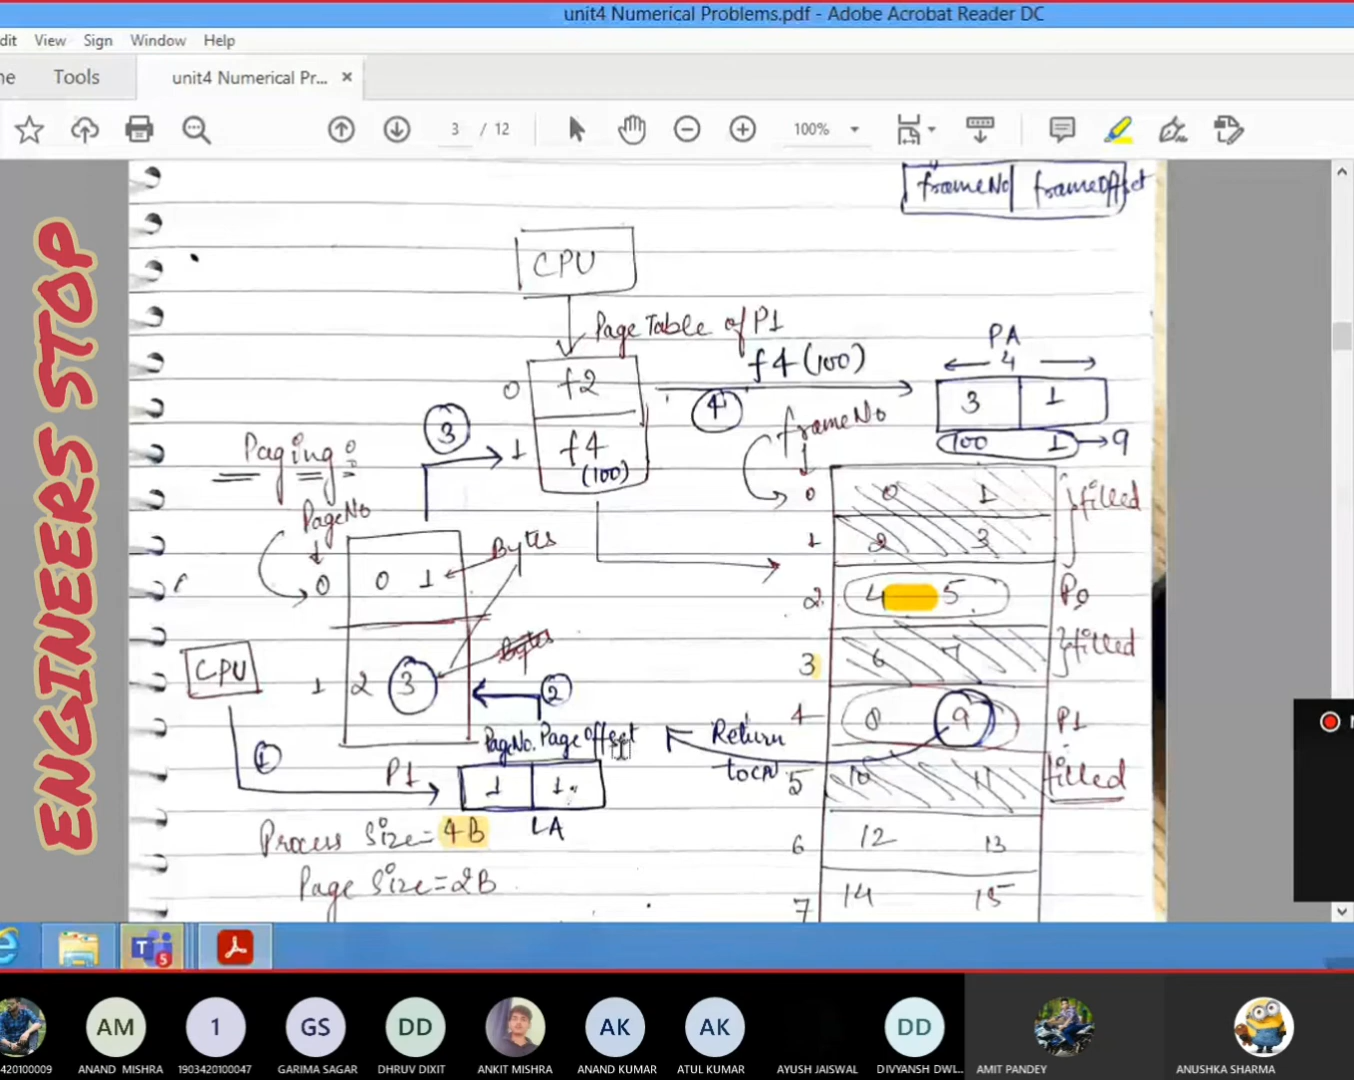 unit4 Numerical Problems.pdf - Adobe Acrobat Reader DC
dit View Sign Window Help
ne Tools unit4 Numerical Pr... ×
3 / 12 100%
frameNo frameOffset
CPU
Page Table of P1
0 f2
1 f4
(100)
f4 (100)
PA
4
3 1
100 1 → 9
3
4
frameNo
Paging:
PageNo
0 0 1
Bytes
Bytes
1 2 3
CPU
1
2
PageNo. Page Offset
P1 1 1
LA
Process Size = 4B
Page Size = 2B
Return
to CPU
0 0 1 filled
1 2 3
2 4 5 P0
3 6 7 filled
4 8 9 P1
5 10 11 filled
6 12 13
7 14 15
ENGINEERS STOP
T 5
420100009
AM ANAND MISHRA
1 1903420100047
GS GARIMA SAGAR
DD DHRUV DIXIT
ANKIT MISHRA
AK ANAND KUMAR
AK ATUL KUMAR
AYUSH JAISWAL
DD DIVYANSH DWL...
AMIT PANDEY
ANUSHKA SHARMA